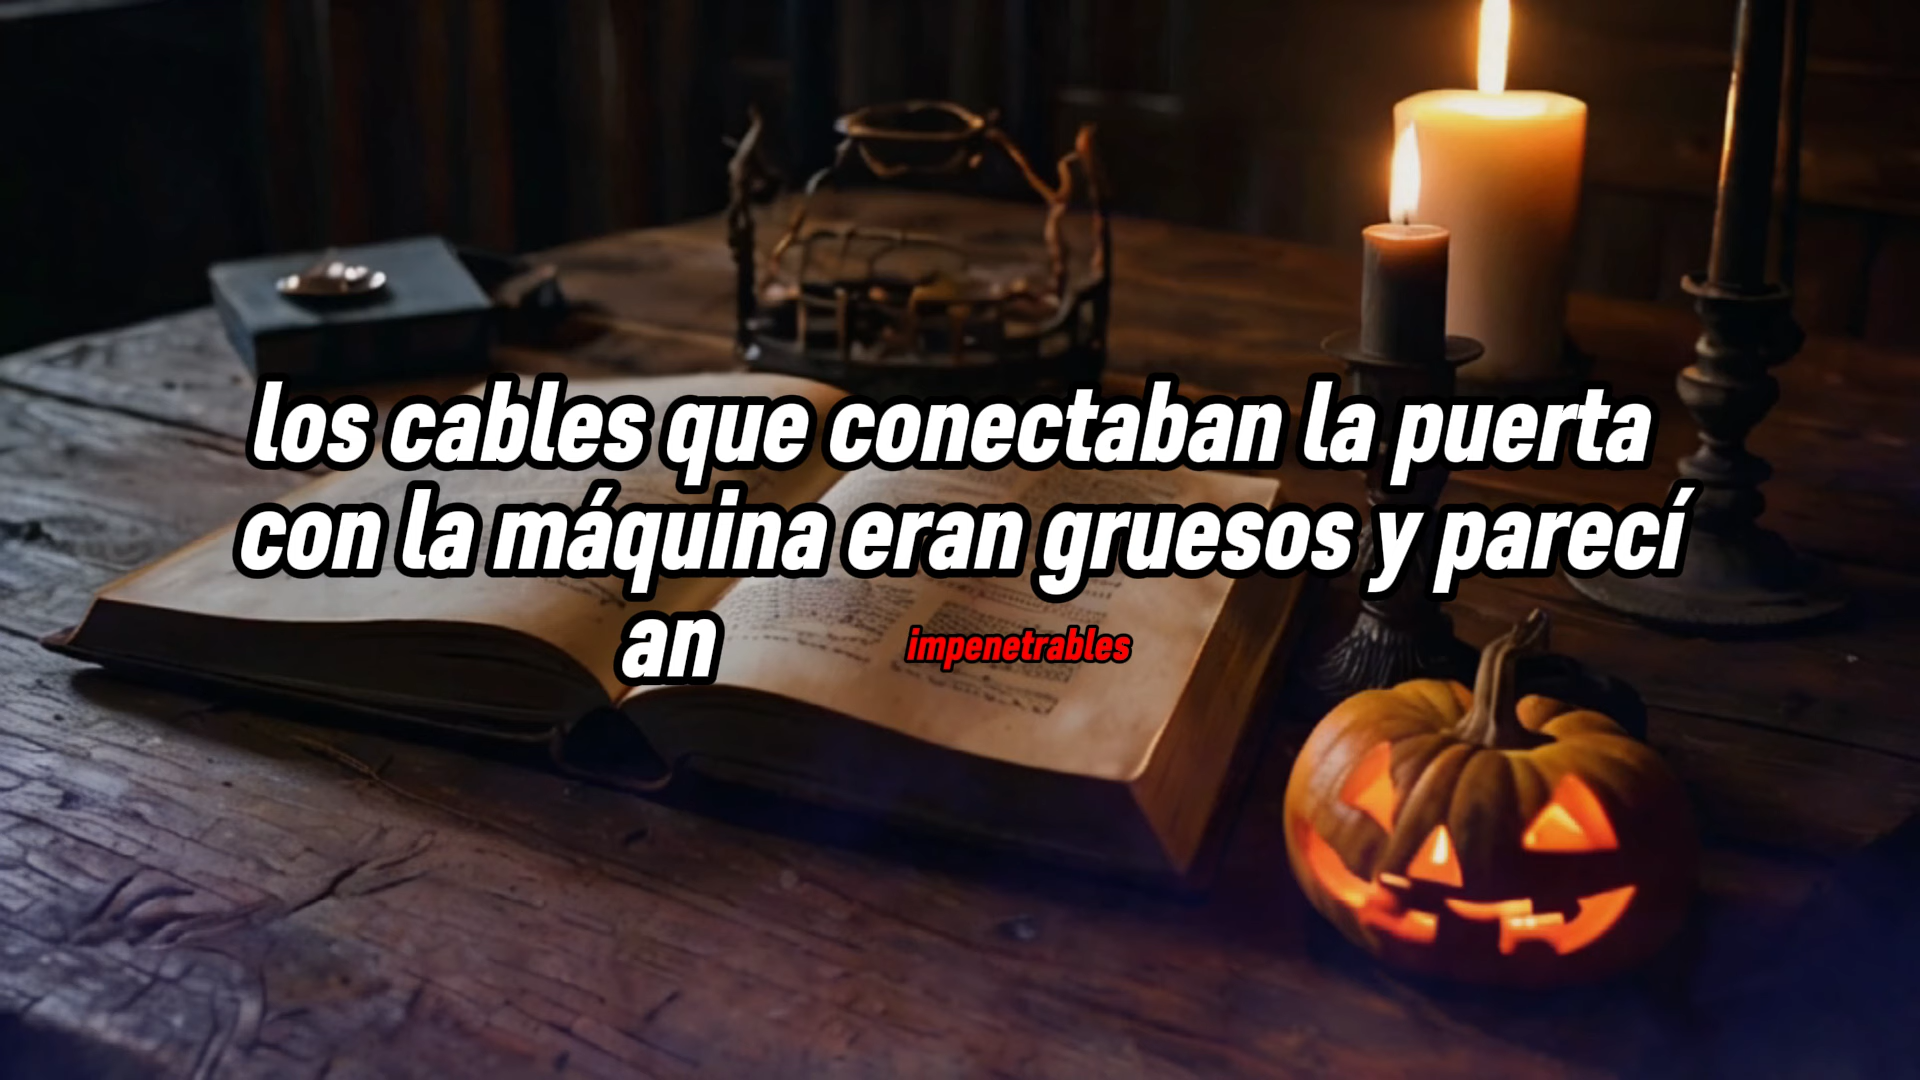 los cables que conectaban la puerta
con la máquina eran gruesos y parecí
an impenetrables